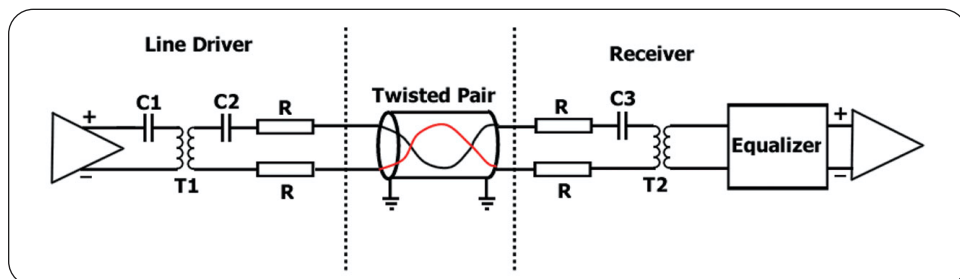 Line Driver
Receiver
Twisted Pair
+
C1
C2
R
R
C3
+
Equalizer
−
T1
R
R
T2
−